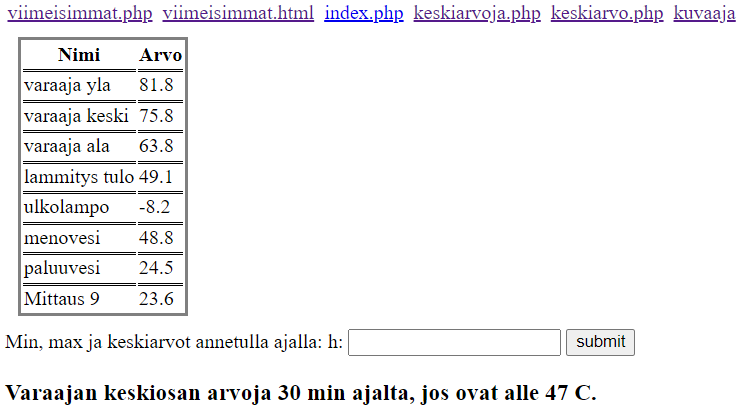 viimeisimmat.php viimeisimmat.html index.php keskiarvoja.php keskiarvo.php kuvaaja
Nimi Arvo
varaaja yla 81.8
varaaja keski 75.8
varaaja ala 63.8
lammitys tulo 49.1
ulkolampo -8.2
menovesi 48.8
paluuvesi 24.5
Mittaus 9 23.6
Min, max ja keskiarvot annetulla ajalla: h: submit
Varaajan keskiosan arvoja 30 min ajalta, jos ovat alle 47 C.